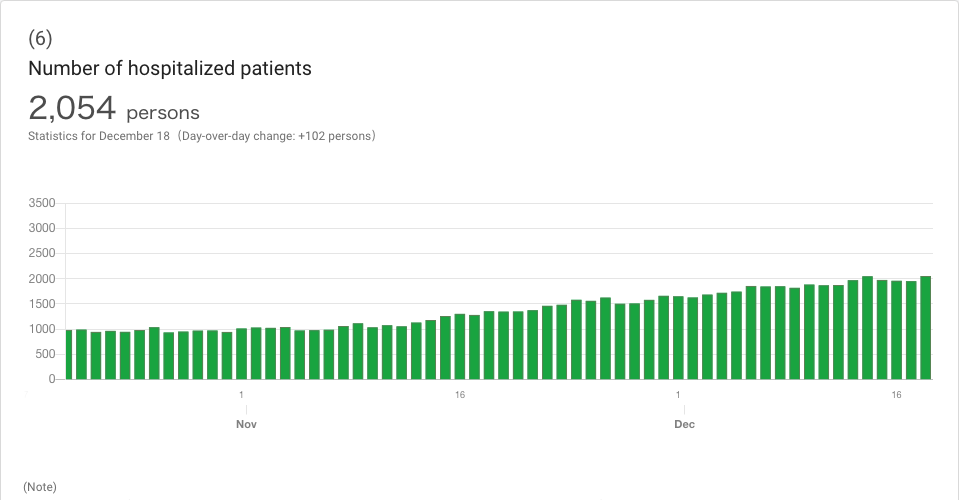 (6)
Number of hospitalized patients
2,054 persons
Statistics for December 18（Day-over-day change: +102 persons）
3500
3000
2500
2000
1500
1000
500
0
1 16 1 16
Nov Dec
(Note)